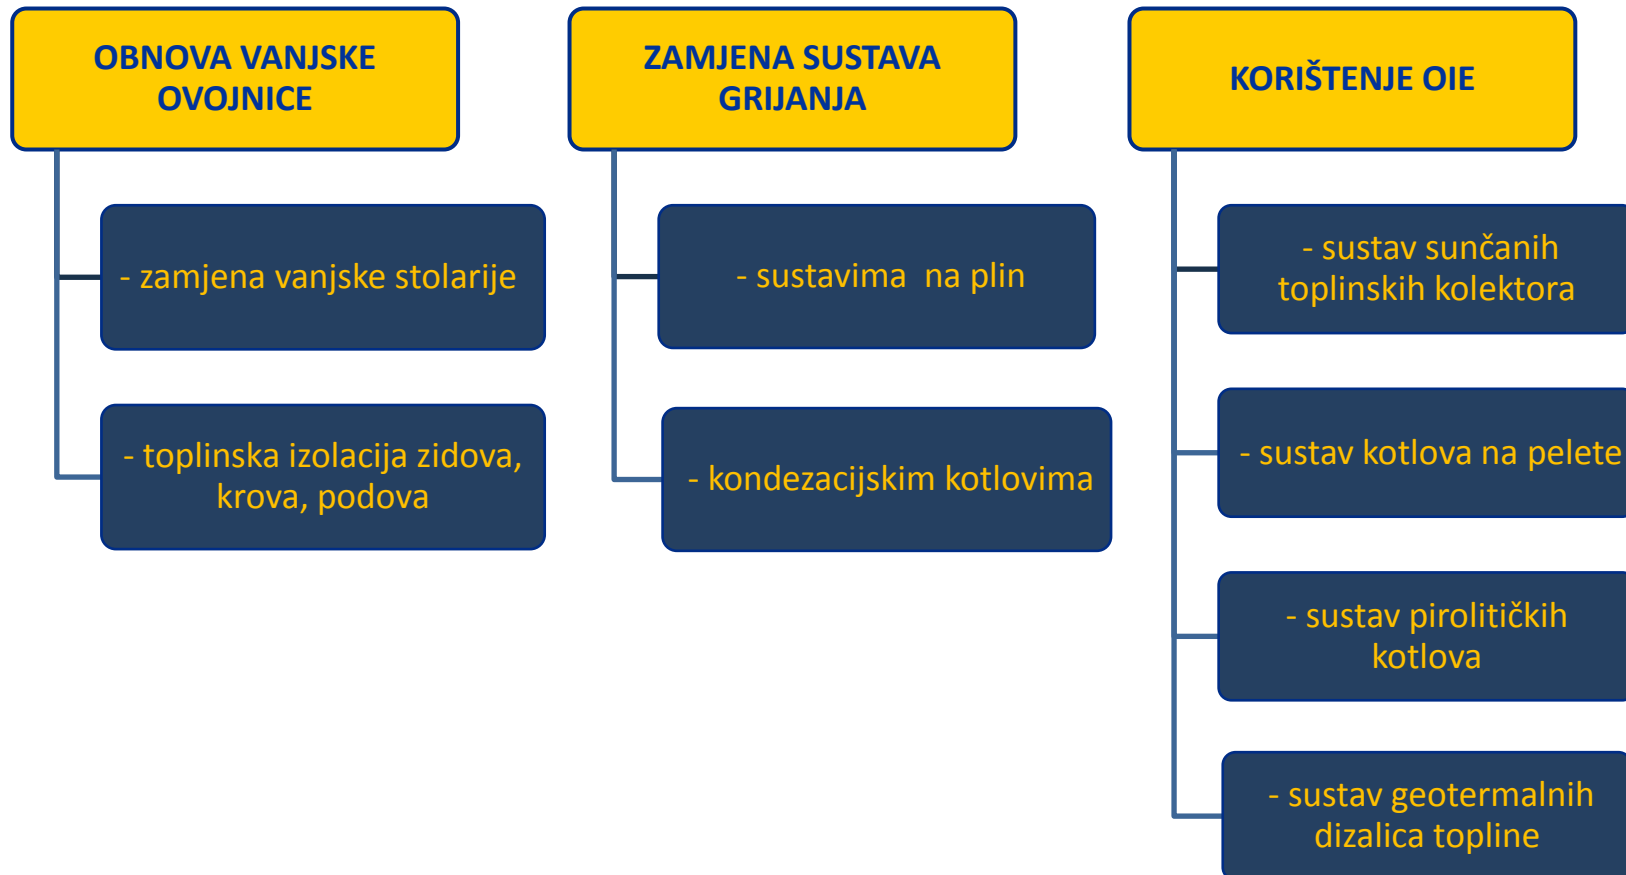 OBNOVA VANJSKE
OVOJNICE
- zamjena vanjske stolarije
- toplinska izolacija zidova,
krova, podova
ZAMJENA SUSTAVA
GRIJANJA
- sustavima  na plin
- kondezacijskim kotlovima
KORIŠTENJE OIE
- sustav sunčanih
toplinskih kolektora
- sustav kotlova na pelete
- sustav pirolitičkih
kotlova
- sustav geotermalnih
dizalica topline